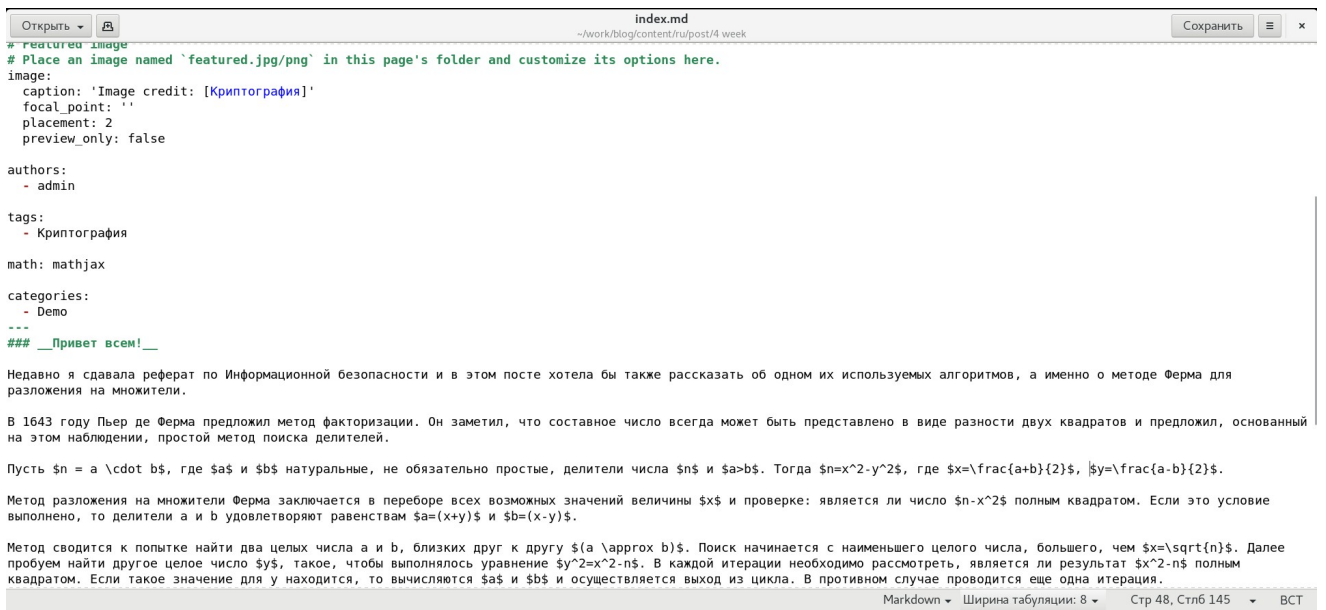 Открыть
index.md
~/work/blog/content/ru/post/4 week
Сохранить
# Featured image
# Place an image named `featured.jpg/png` in this page's folder and customize its options here.
image:
  caption: 'Image credit: [Криптография]'
  focal_point: ''
  placement: 2
  preview_only: false
authors:
  - admin
tags:
  - Криптография
math: mathjax
categories:
  - Demo
---
### __Привет всем!__
Недавно я сдавала реферат по Информационной безопасности и в этом посте хотела бы также рассказать об одном их используемых алгоритмов, а именно о методе Ферма для
разложения на множители.
В 1643 году Пьер де Ферма предложил метод факторизации. Он заметил, что составное число всегда может быть представлено в виде разности двух квадратов и предложил, основанный
на этом наблюдении, простой метод поиска делителей.
Пусть $n = a \cdot b$, где $a$ и $b$ натуральные, не обязательно простые, делители числа $n$ и $a>b$. Тогда $n=x^2-y^2$, где $x=\frac{a+b}{2}$, $y=\frac{a-b}{2}$.
Метод разложения на множители Ферма заключается в переборе всех возможных значений величины $x$ и проверке: является ли число $n-x^2$ полным квадратом. Если это условие
выполнено, то делители a и b удовлетворяют равенствам $a=(x+y)$ и $b=(x-y)$.
Метод сводится к попытке найти два целых числа a и b, близких друг к другу $(a \approx b)$. Поиск начинается с наименьшего целого числа, большего, чем $x=\sqrt{n}$. Далее
пробуем найти другое целое число $y$, такое, чтобы выполнялось уравнение $y^2=x^2-n$. В каждой итерации необходимо рассмотреть, является ли результат $x^2-n$ полным
квадратом. Если такое значение для y находится, то вычисляются $a$ и $b$ и осуществляется выход из цикла. В противном случае проводится еще одна итерация.
Markdown Ширина табуляции: 8 Стр 48, Стлб 145 ВСТ